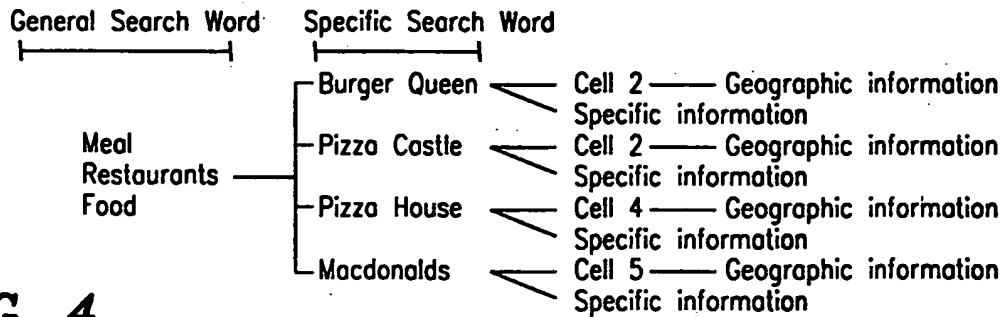 General Search Word Specific Search Word
Burger Queen Cell 2 Geographic information
Specific information
Meal Pizza Castle Cell 2 Geographic information
Restaurants Specific information
Food Pizza House Cell 4 Geographic information
Specific information
Macdonalds Cell 5 Geographic information
Specific information
4